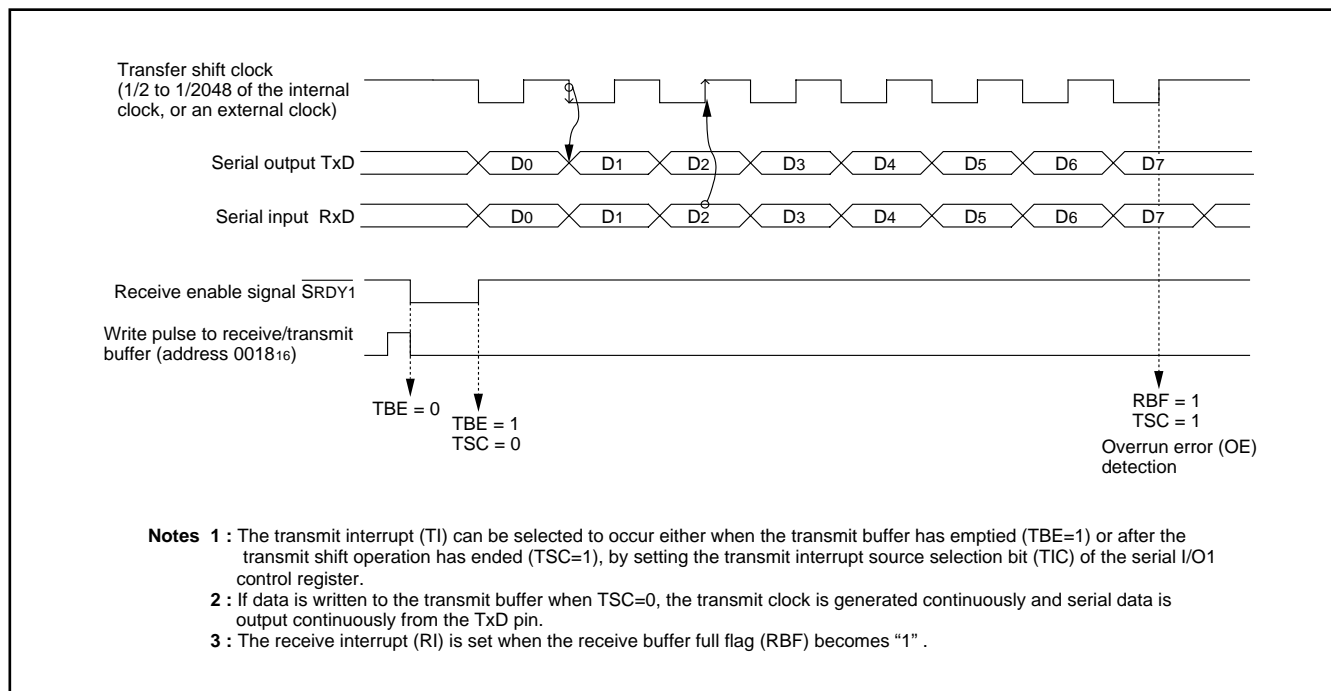 Transfer shift clock
(1/2 to 1/2048 of the internal
clock, or an external clock)
Serial output TxD
D0 D1 D2 D3 D4 D5 D6 D7
Serial input RxD
D0 D1 D2 D3 D4 D5 D6 D7
Receive enable signal S̅R̅D̅Y̅1̅
Write pulse to receive/transmit
buffer (address 001816)
TBE = 0
TBE = 1
TSC = 0
RBF = 1
TSC = 1
Overrun error (OE)
detection
Notes 1 : The transmit interrupt (TI) can be selected to occur either when the transmit buffer has emptied (TBE=1) or after the
transmit shift operation has ended (TSC=1), by setting the transmit interrupt source selection bit (TIC) of the serial I/O1
control register.
2 : If data is written to the transmit buffer when TSC=0, the transmit clock is generated continuously and serial data is
output continuously from the TxD pin.
3 : The receive interrupt (RI) is set when the receive buffer full flag (RBF) becomes “1” .